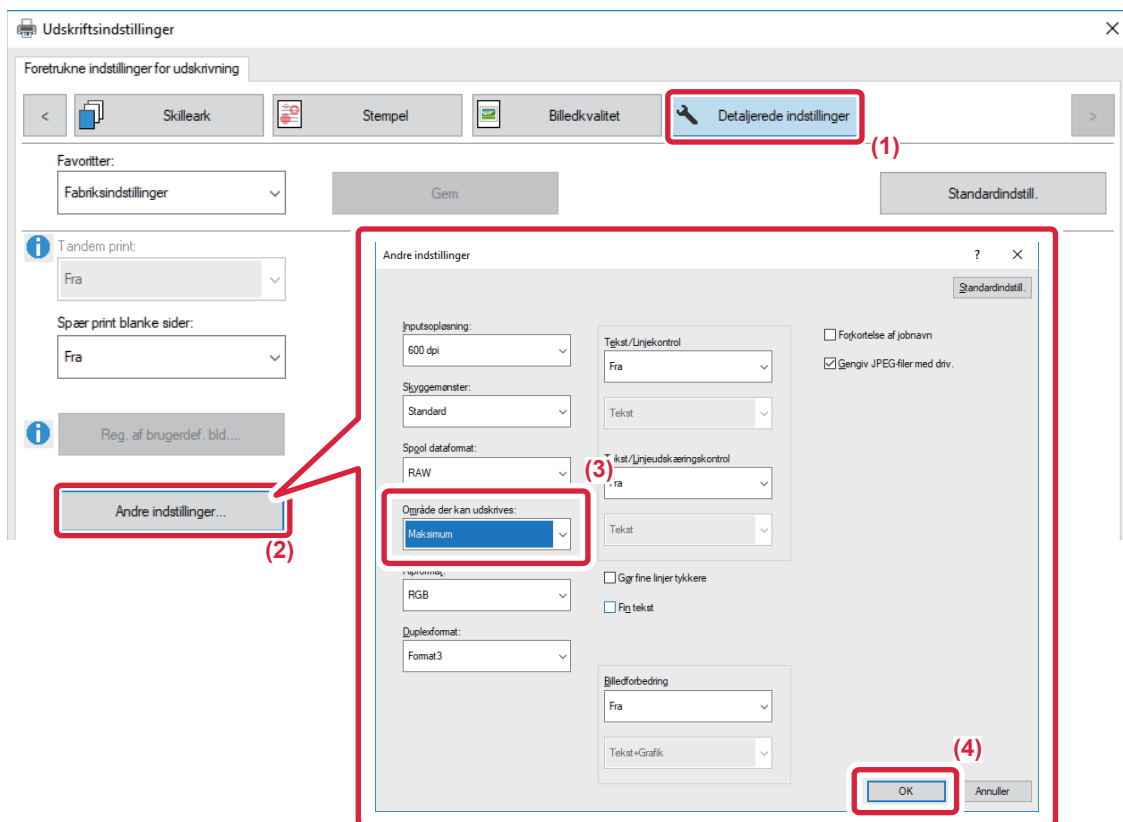 Udskriftsindstillinger
Foretrukne indstillinger for udskrivning
< Skilleark Stempel Billedkvalitet Detaljerede indstillinger >
(1)
Favoritter:
Fabriksindstillinger Gem Standardindstill.
Tandem print:
Fra
Spær print blanke sider:
Fra
Reg. af brugerdef. bld....
Andre indstillinger...
(2)
Andre indstillinger ? ×
Standardindstill.
Inputsopløsning:
600 dpi
Skyggemønster:
Standard
Spool dataformat:
RAW
(3)
Område der kan udskrives:
Maksimum
RGB
Duplexformat:
Format3
Tekst/Linjekontrol
Fra
Tekst
Tekst/Linjeudskæringskontrol
Fra
Tekst
Gør fine linjer tykkere
Fin tekst
Billedforbedring
Fra
Tekst+Grafik
Forkortelse af jobnavn
Gengiv JPEG-filer med driv.
(4)
OK Annuller